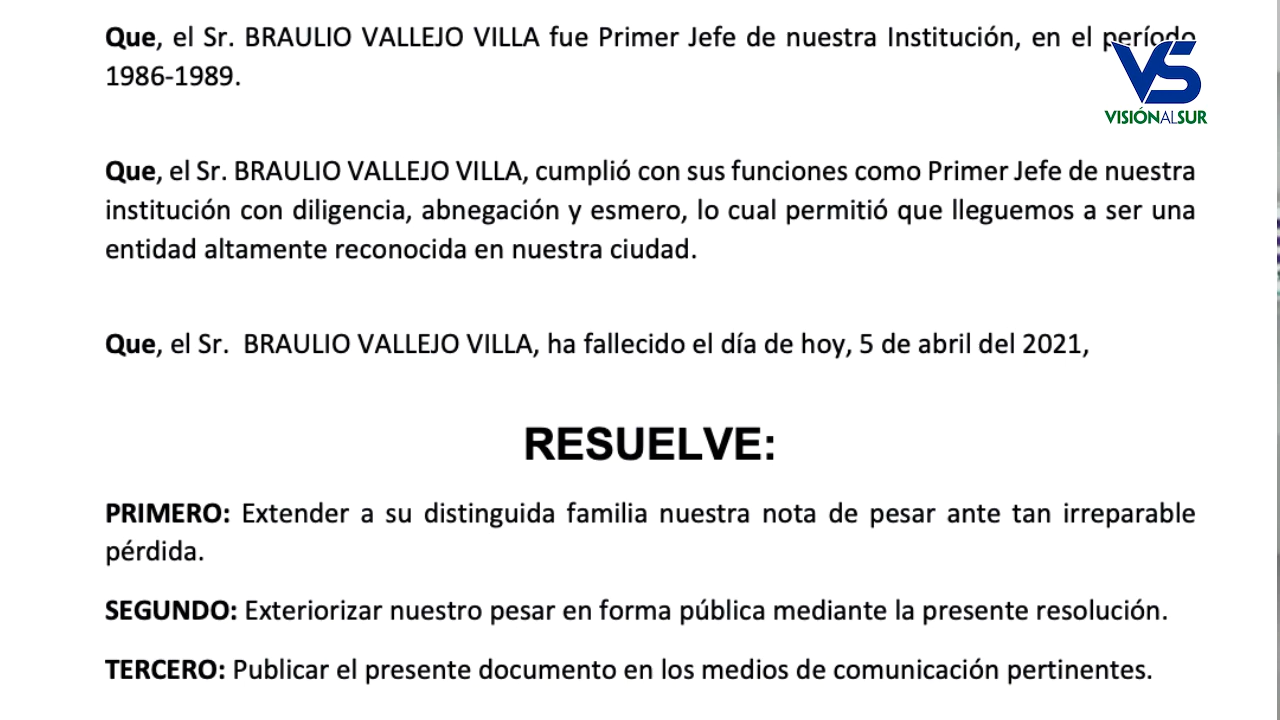 Que, el Sr. BRAULIO VALLEJO VILLA fue Primer Jefe de nuestra Institución, en el período
1986-1989.
VS
VISIÓNALSUR
Que, el Sr. BRAULIO VALLEJO VILLA, cumplió con sus funciones como Primer Jefe de nuestra
institución con diligencia, abnegación y esmero, lo cual permitió que lleguemos a ser una
entidad altamente reconocida en nuestra ciudad.
Que, el Sr. BRAULIO VALLEJO VILLA, ha fallecido el día de hoy, 5 de abril del 2021,
RESUELVE:
PRIMERO: Extender a su distinguida familia nuestra nota de pesar ante tan irreparable
pérdida.
SEGUNDO: Exteriorizar nuestro pesar en forma pública mediante la presente resolución.
TERCERO: Publicar el presente documento en los medios de comunicación pertinentes.